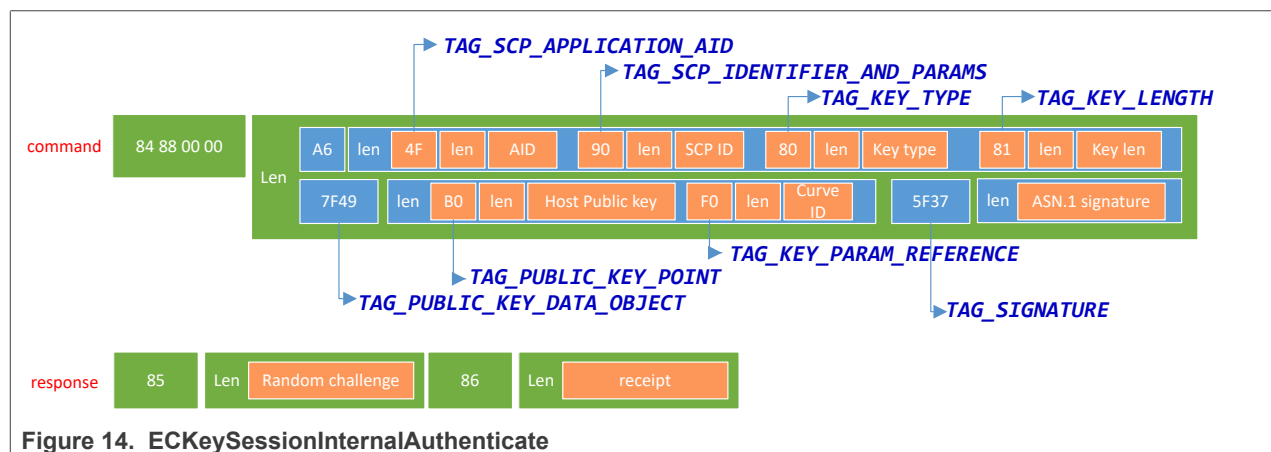 TAG_SCP_APPLICATION_AID
TAG_SCP_IDENTIFIER_AND_PARAMS
TAG_KEY_TYPE TAG_KEY_LENGTH
command 84 88 00 00 Len A6 len 4F len AID 90 len SCP ID 80 len Key type 81 len Key len
7F49 len B0 len Host Public key F0 len Curve ID 5F37 len ASN.1 signature
TAG_KEY_PARAM_REFERENCE
TAG_PUBLIC_KEY_POINT
TAG_PUBLIC_KEY_DATA_OBJECT TAG_SIGNATURE
response 85 Len Random challenge 86 Len receipt
Figure 14. ECKeySessionInternalAuthenticate